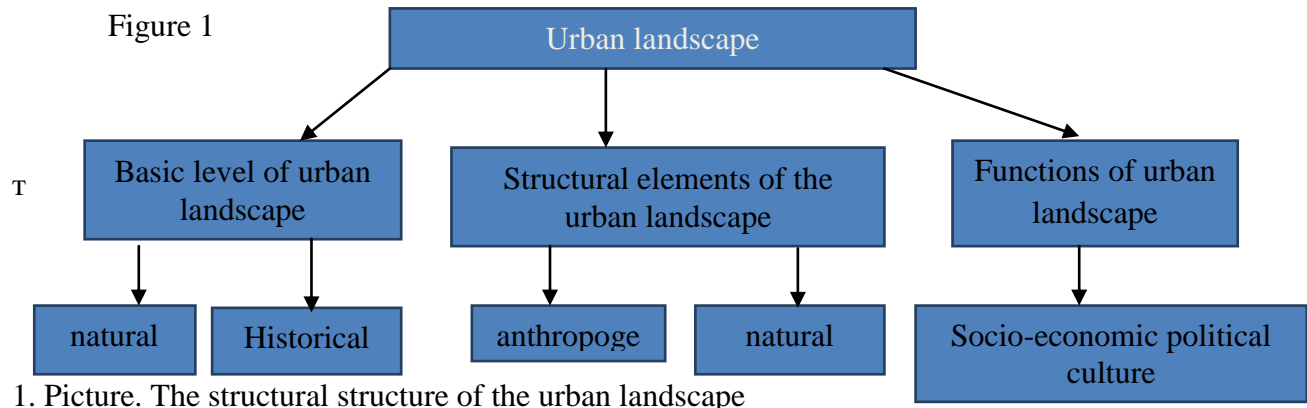 Figure 1
Urban landscape
Basic level of urban
landscape
Structural elements of the
urban landscape
Functions of urban
landscape
т
natural
Historical
anthropoge
natural
Socio-economic political
culture
1. Picture. The structural structure of the urban landscape